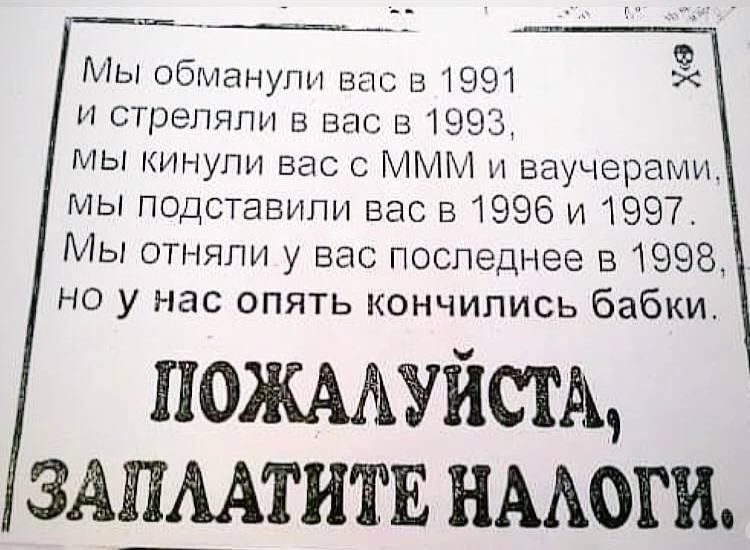 Мы обманули вас в 1991
и стреляли в вас в 1993,
мы кинули вас с МММ и ваучерами,
мы подставили вас в 1996 и 1997.
Мы отняли у вас последнее в 1998,
но у нас опять кончились бабки.
ПОЖАЛУЙСТА,
ЗАПЛАТИТЕ НАЛОГИ.